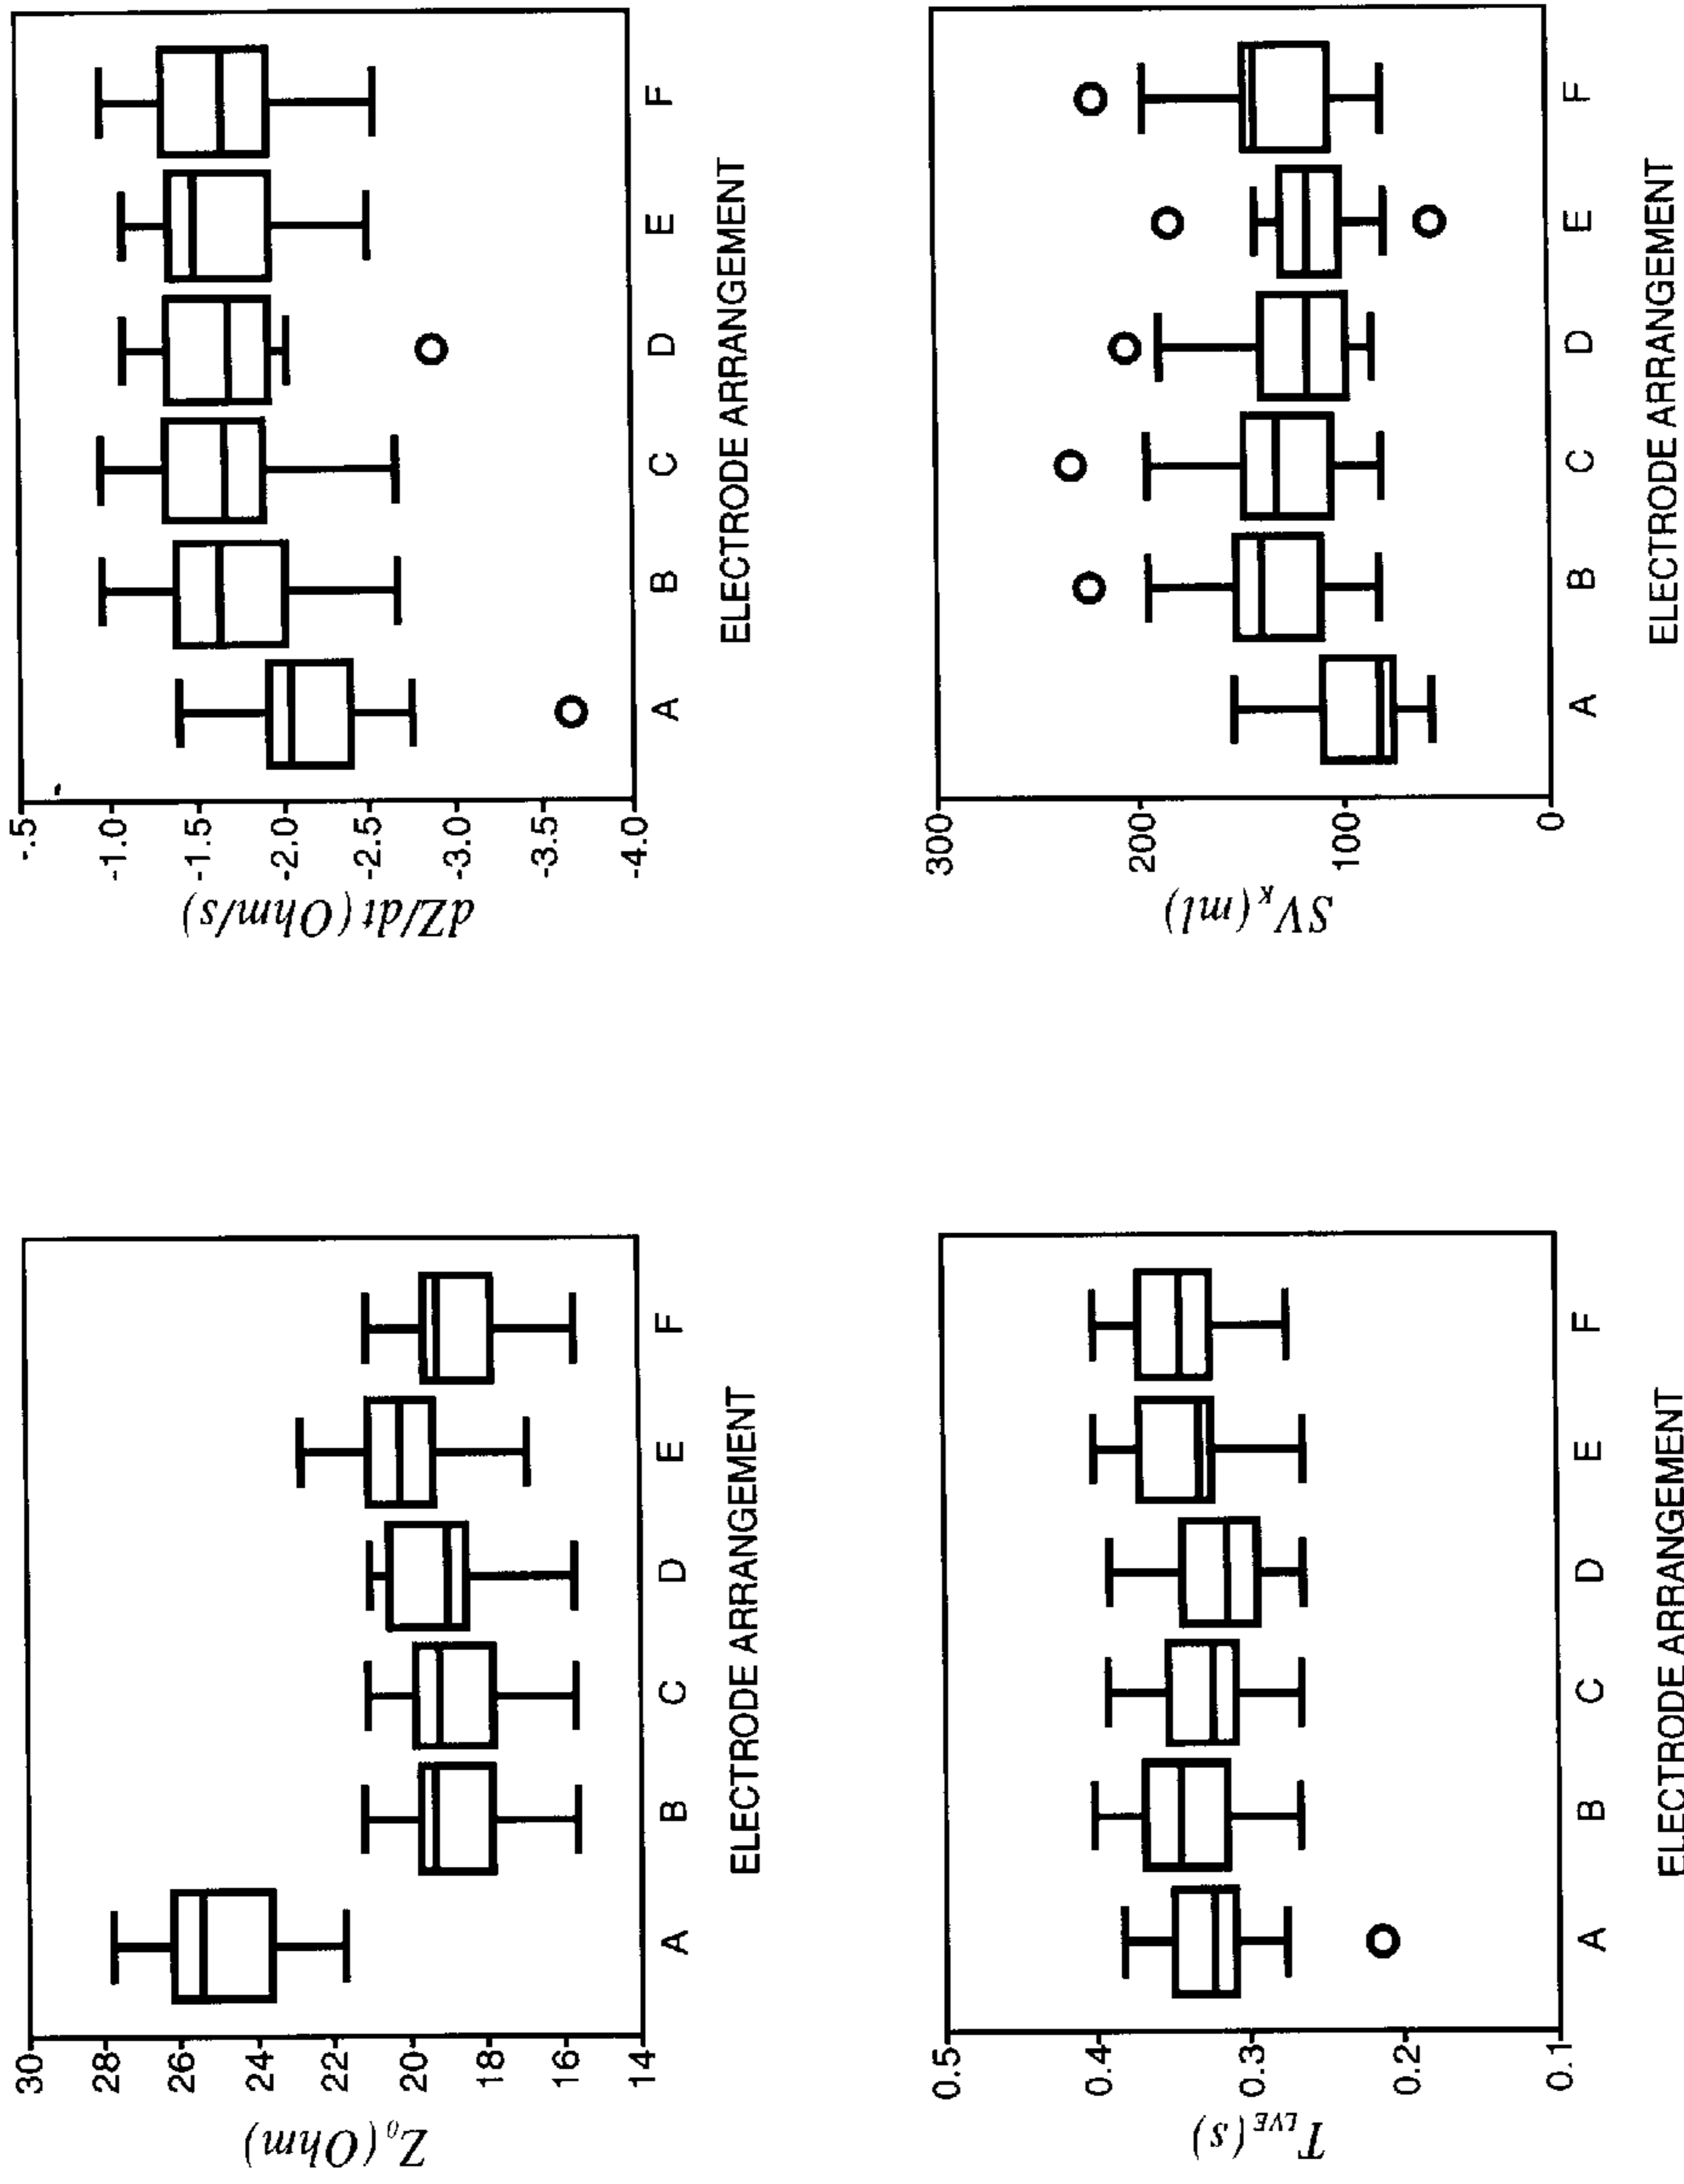 Z₀ (Ohm)
30
28
26
24
22
20
18
16
14
A B C D E F
ELECTRODE ARRANGEMENT
dZ/dt (Ohm/s)
-.5
-1.0
-1.5
-2.0
-2.5
-3.0
-3.5
-4.0
A B C D E F
ELECTRODE ARRANGEMENT
T_LVE (s)
0.5
0.4
0.3
0.2
0.1
A B C D E F
ELECTRODE ARRANGEMENT
SV_K (ml)
300
200
100
0
A B C D E F
ELECTRODE ARRANGEMENT